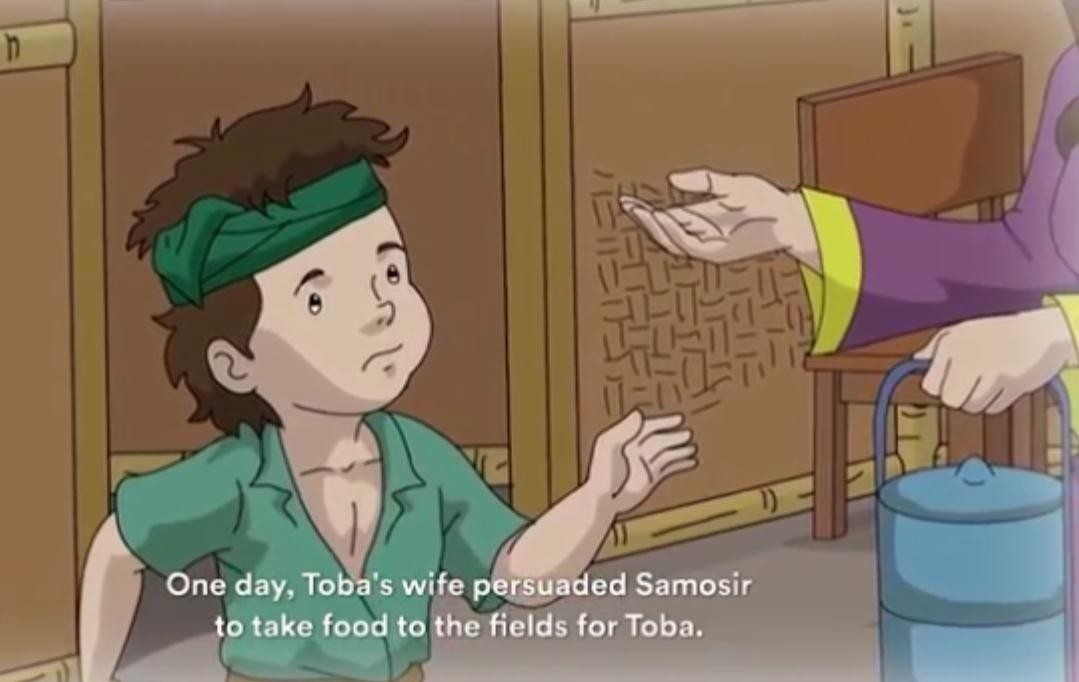 One day, Toba's wife persuaded Samosir
to take food to the fields for Toba.